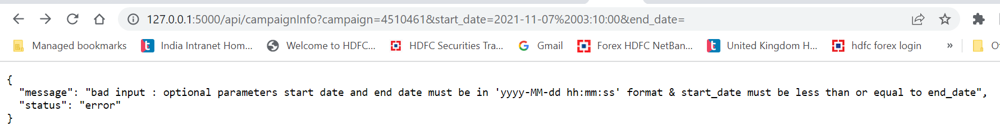 127.0.0.1:5000/api/campaignInfo?campaign=4510461&start_date=2021-11-07%2003:10:00&end_date=
Managed bookmarks India Intranet Hom... Welcome to HDFC... HDFC Securities Tra... Gmail Forex HDFC NetBan... United Kingdom H... hdfc forex login »
{
"message": "bad input : optional parameters start date and end date must be in 'yyyy-MM-dd hh:mm:ss' format & start_date must be less than or equal to end_date",
"status": "error"
}